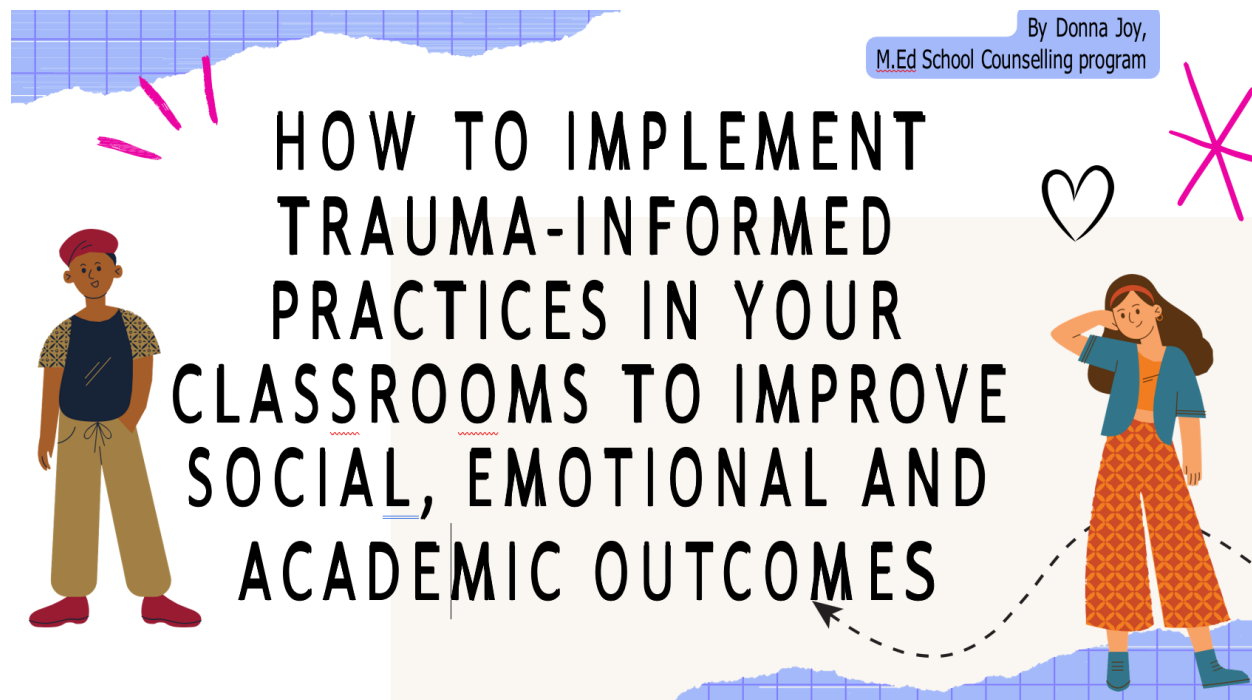 By Donna Joy,
M.Ed School Counselling program
HOW TO IMPLEMENT
TRAUMA-INFORMED
PRACTICES IN YOUR
CLASSROOMS TO IMPROVE
SOCIAL, EMOTIONAL AND
ACADEMIC OUTCOMES